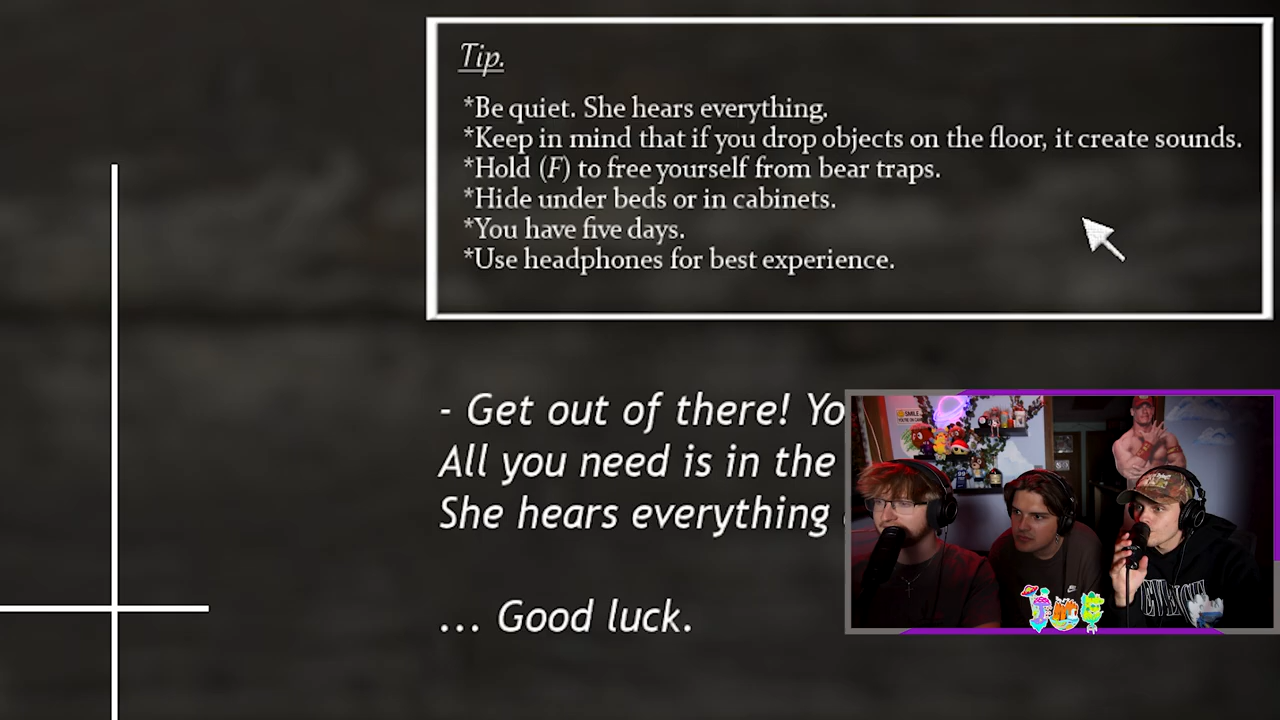 Tip.
*Be quiet. She hears everything.
*Keep in mind that if you drop objects on the floor, it create sounds.
*Hold (F) to free yourself from bear traps.
*Hide under beds or in cabinets.
*You have five days.
*Use headphones for best experience.
- Get out of there! Yo
All you need is in the
She hears everything
... Good luck.
SMILE